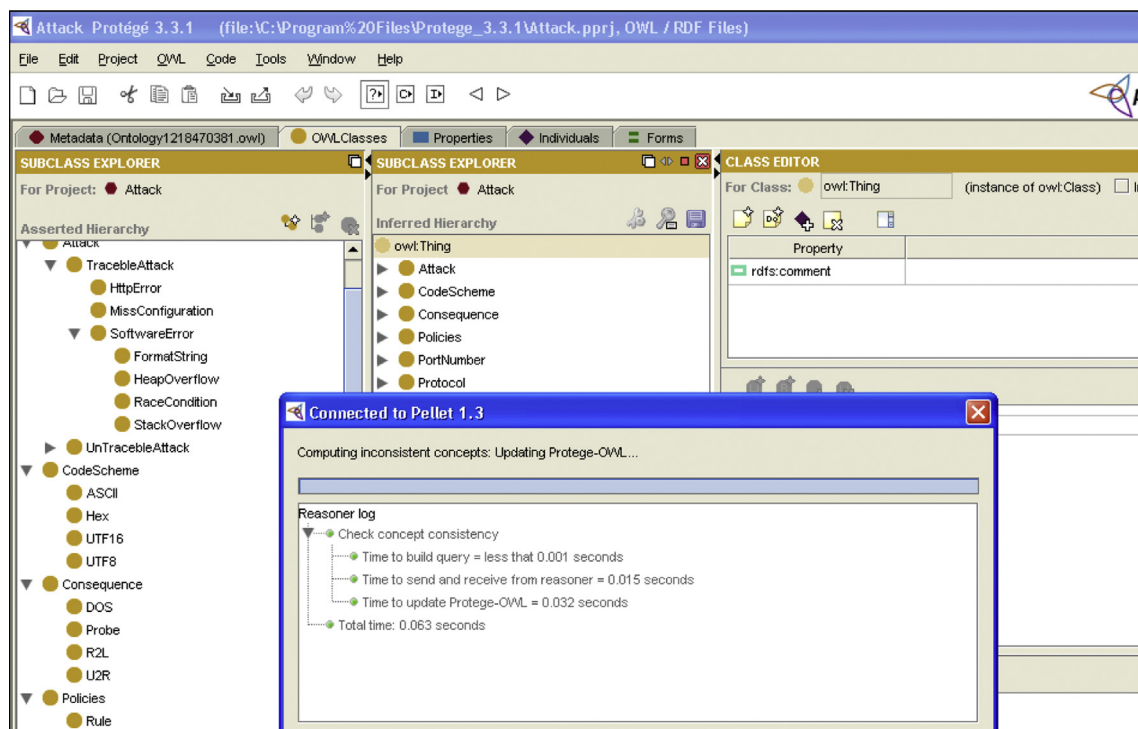 Attack Protégé 3.3.1 (file:\C:\Program%20Files\Protege_3.3.1\Attack.pprj, OWL / RDF Files)
File Edit Project OWL Code Tools Window Help
Metadata (Ontology1218470381.owl) OWLClasses Properties Individuals Forms
SUBCLASS EXPLORER
For Project: Attack
Asserted Hierarchy
Attack
TracebleAttack
HttpError
MissConfiguration
SoftwareError
FormatString
HeapOverflow
RaceCondition
StackOverflow
UnTracebleAttack
CodeScheme
ASCII
Hex
UTF16
UTF8
Consequence
DOS
Probe
R2L
U2R
Policies
Rule
SUBCLASS EXPLORER
For Project Attack
Inferred Hierarchy
owl:Thing
Attack
CodeScheme
Consequence
Policies
PortNumber
Protocol
CLASS EDITOR
For Class: owl:Thing (instance of owl:Class)
Property
rdfs:comment
Connected to Pellet 1.3
Computing inconsistent concepts: Updating Protege-OWL...
Reasoner log
Check concept consistency
Time to build query = less that 0.001 seconds
Time to send and receive from reasoner = 0.015 seconds
Time to update Protege-OWL = 0.032 seconds
Total time: 0.063 seconds